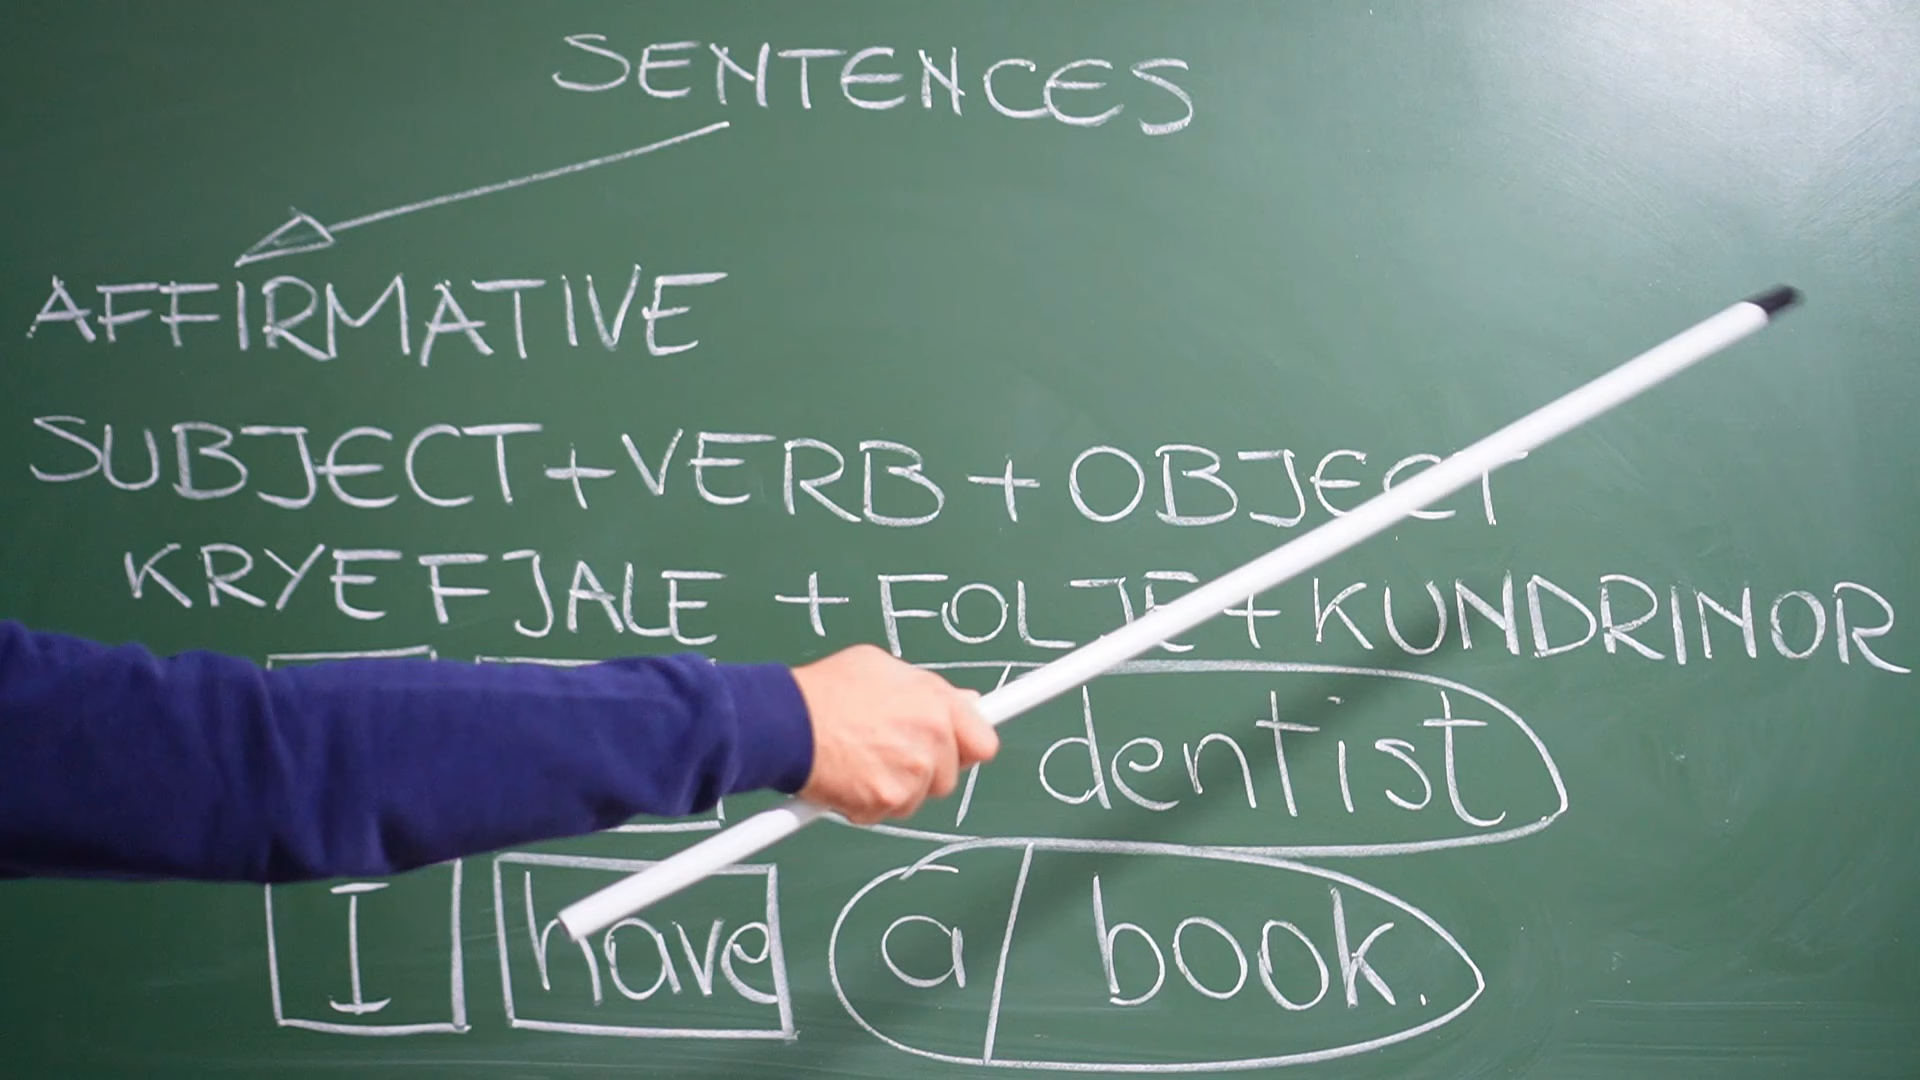 SENTENCES
AFFIRMATIVE
SUBJECT + VERB + OBJECT
KRYEFJALE + FOLJE + KUNDRINOR
dentist
I have a / book.